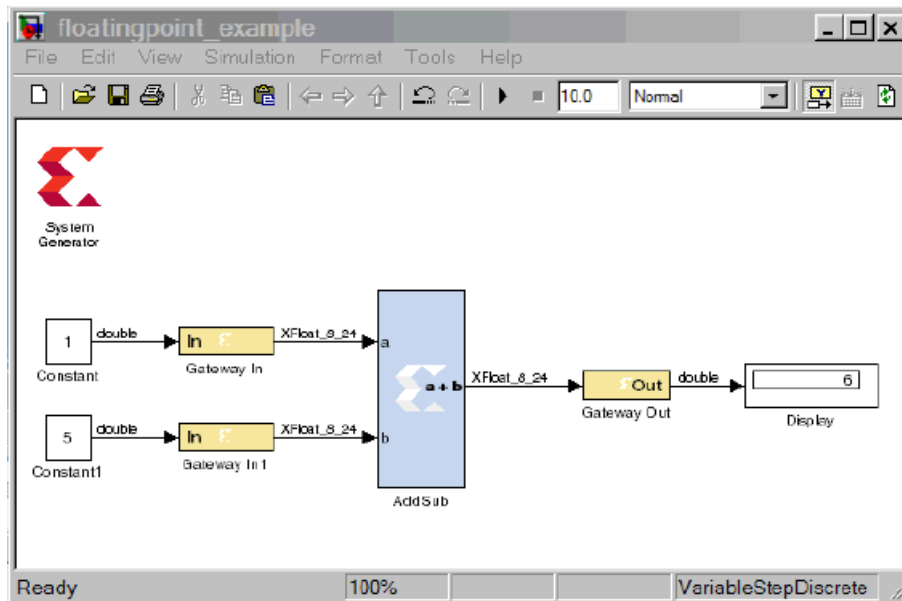 floatingpoint_example
File Edit View Simulation Format Tools Help
10.0 Normal
System
Generator
1 double In XFloat_8_24 a
Constant Gateway In
a + b XFloat_8_24 Out double 6
Gateway Out Display
5 double In XFloat_8_24 b
Constant1 Gateway In1
AddSub
Ready 100% VariableStepDiscrete